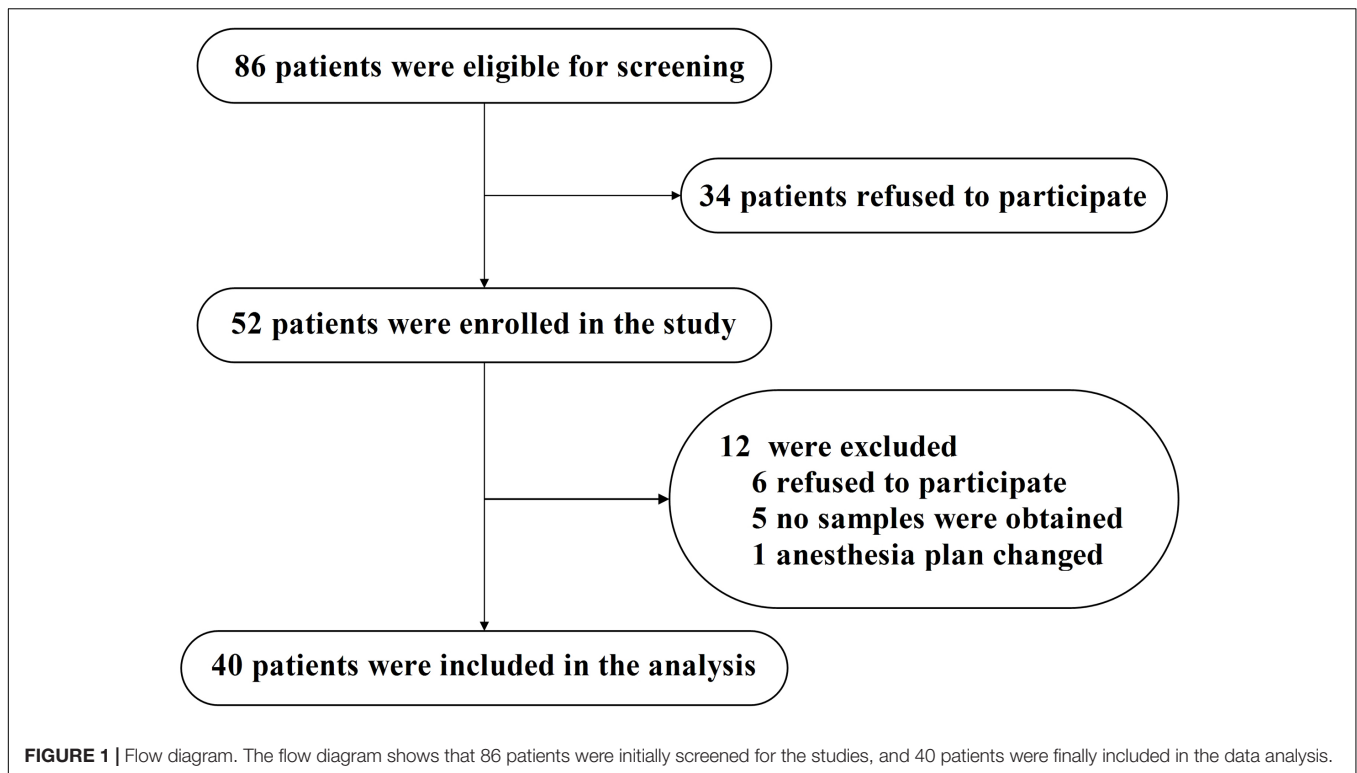 86 patients were eligible for screening
34 patients refused to participate
52 patients were enrolled in the study
12 were excluded
6 refused to participate
5 no samples were obtained
1 anesthesia plan changed
40 patients were included in the analysis
FIGURE 1 | Flow diagram. The flow diagram shows that 86 patients were initially screened for the studies, and 40 patients were finally included in the data analysis.